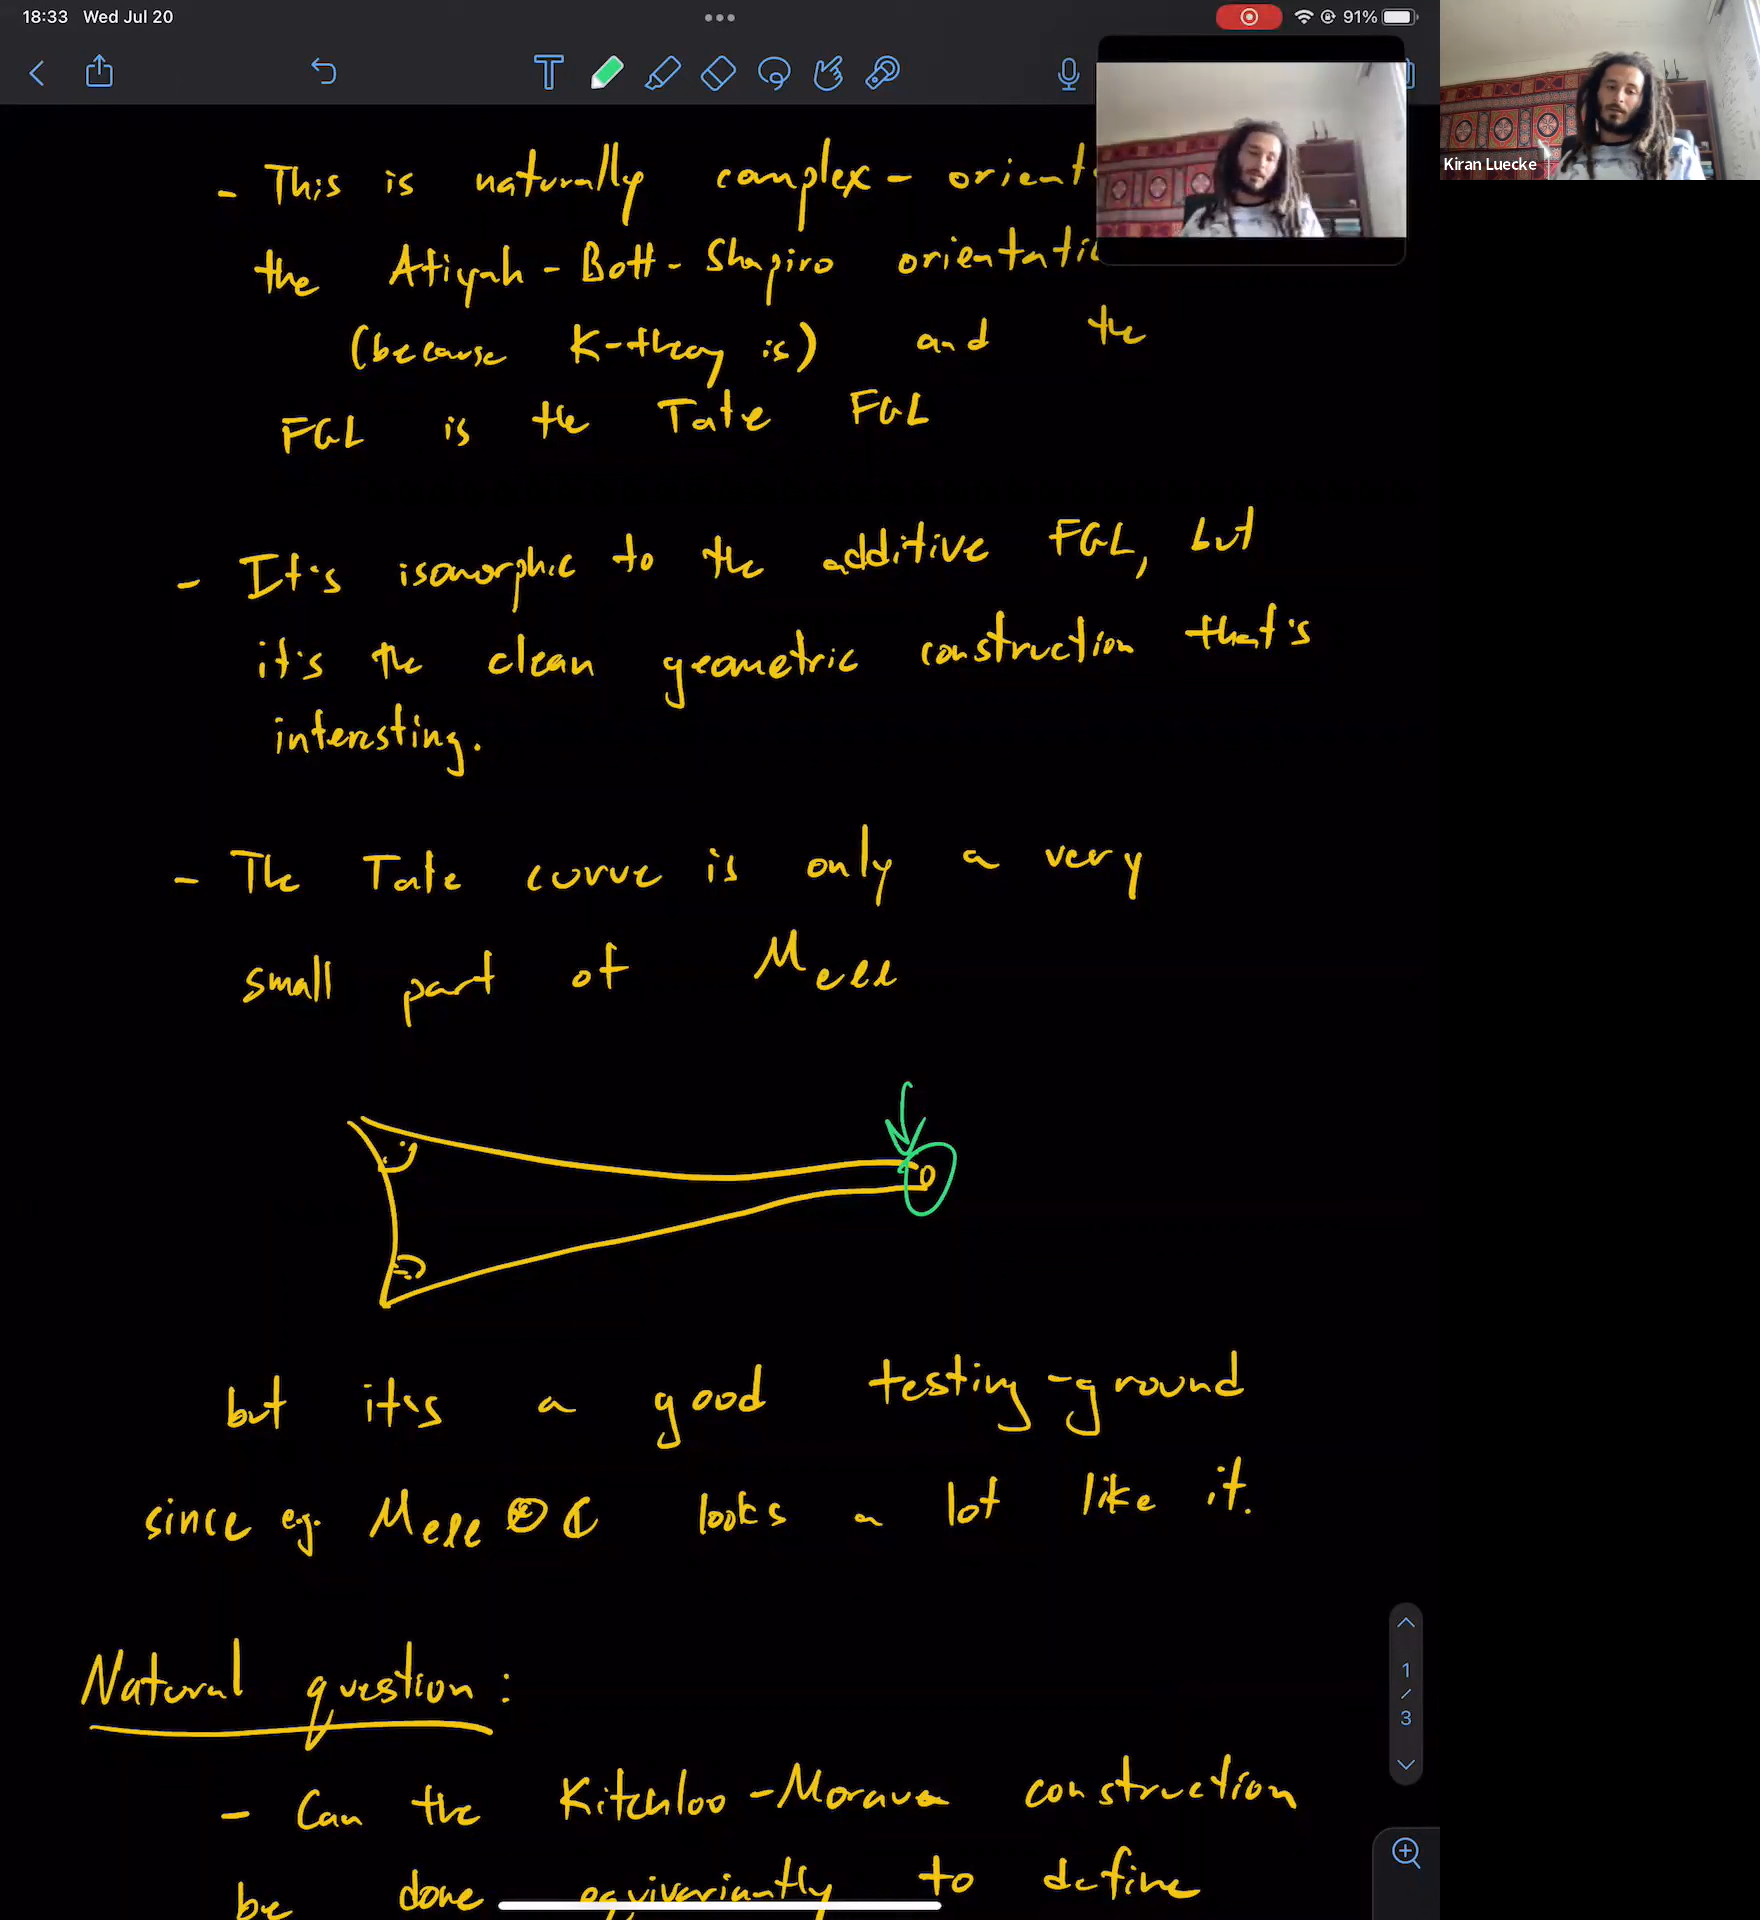 18:33 Wed Jul 20
91%
Kiran Luecke
- This is naturally complex-orient
the Atiyah-Bott-Shapiro orientatio
(because K-theory is) and the
FGL is the Tate FGL
- It's isomorphic to the additive FGL, but
it's the clean geometric construction that's
interesting.
- The Tate curve is only a very
small part of Mell
but it's a good testing-ground
since eg. Mell ⊗ ℂ looks a lot like it.
Natural question:
- Can the Kitchloo-Morava construction
be done equivariantly to define
1
/
3